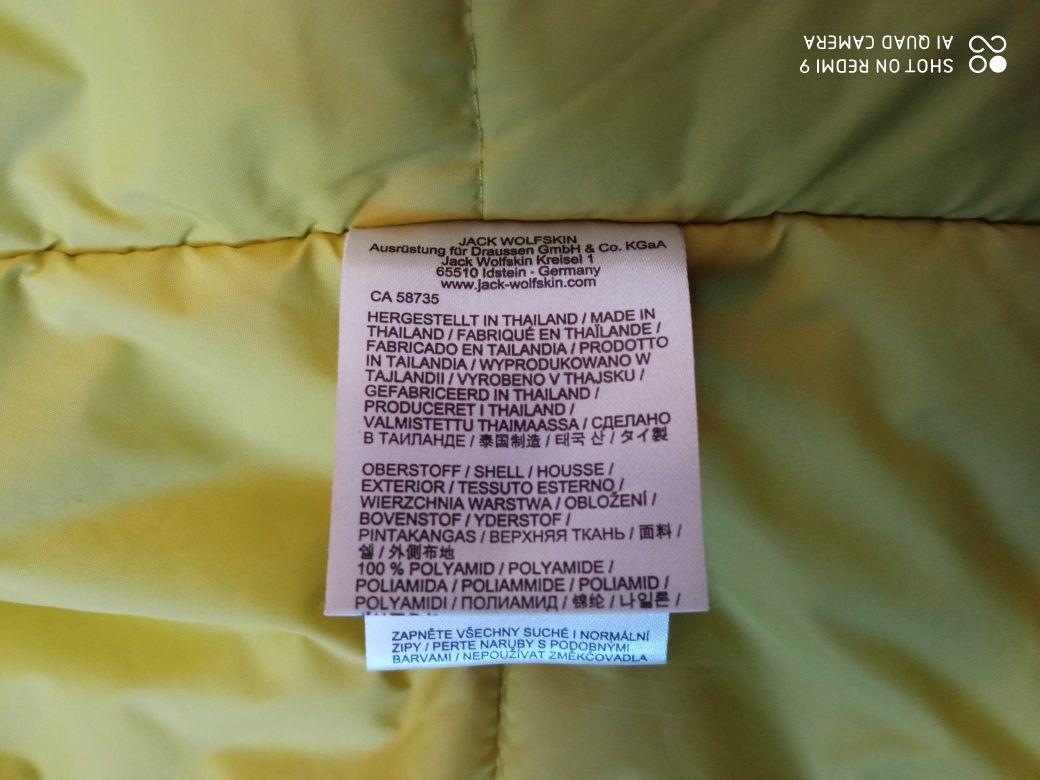 SHOT ON REDMI 9
AI QUAD CAMERA
JACK WOLFSKIN
Ausrüstung für Draussen GmbH & Co. KGaA
Jack Wolfskin Kreisel 1
65510 Idstein - Germany
www.jack-wolfskin.com
CA 58735
HERGESTELLT IN THAILAND / MADE IN
THAILAND / FABRIQUÉ EN THAÏLANDE /
FABRICADO EN TAILANDIA / PRODOTTO
IN TAILANDIA / WYPRODUKOWANO W
TAJLANDII / VYROBENO V THAJSKU /
GEFABRICEERD IN THAILAND /
PRODUCERET I THAILAND /
VALMISTETTU THAIMAASSA / СДЕЛАНО
В ТАИЛАНДЕ / 泰国制造 / 태국 산 / タイ製
OBERSTOFF / SHELL / HOUSSE /
EXTERIOR / TESSUTO ESTERNO /
WIERZCHNIA WARSTWA / OBLOŽENÍ /
BOVENSTOF / YDERSTOF /
PINTAKANGAS / ВЕРХНЯЯ ТКАНЬ / 面料 /
쉘 / 外側布地
100 % POLYAMID / POLYAMIDE /
POLIAMIDA / POLIAMMIDE / POLIAMID /
POLYAMIDI / ПОЛИАМИД / 锦纶 / 나일론 /
ZAPNĚTE VŠECHNY SUCHÉ I NORMÁLNÍ
ZIPY / PERTE NARUBY S PODOBNÝMI
BARVAMI / NEPOUŽÍVAT ZMĚKČOVADLA